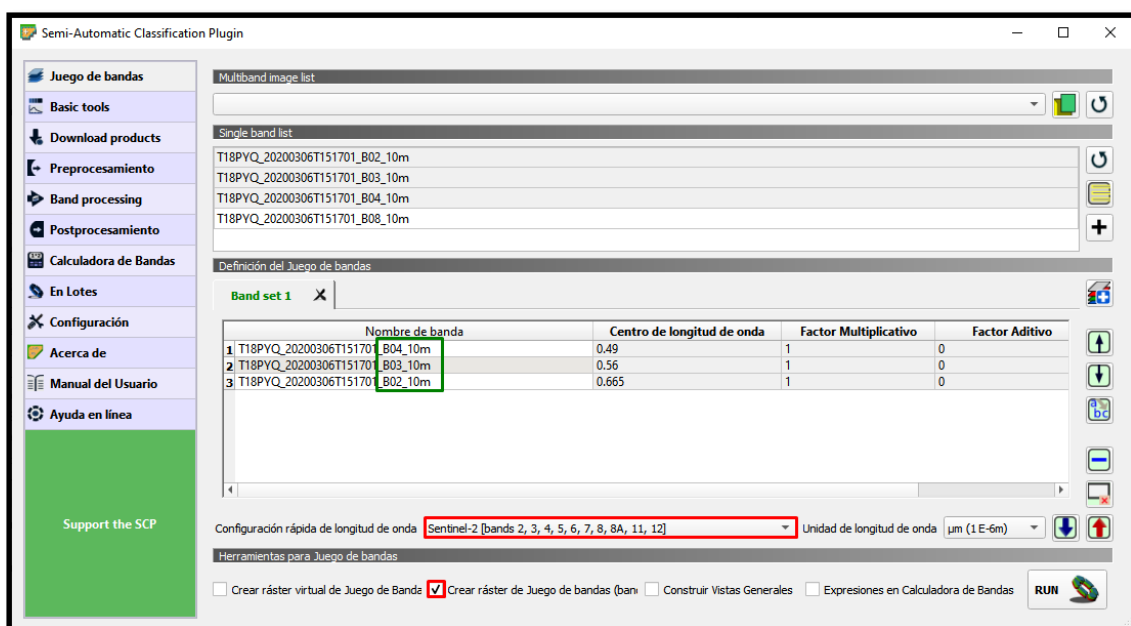 Semi-Automatic Classification Plugin
Juego de bandas
Basic tools
Download products
Preprocesamiento
Band processing
Postprocesamiento
Calculadora de Bandas
En Lotes
Configuración
Acerca de
Manual del Usuario
Ayuda en línea
Support the SCP
Multiband image list
Single band list
T18PYQ_20200306T151701_B02_10m
T18PYQ_20200306T151701_B03_10m
T18PYQ_20200306T151701_B04_10m
T18PYQ_20200306T151701_B08_10m
Definición del Juego de bandas
Band set 1
Nombre de banda Centro de longitud de onda Factor Multiplicativo Factor Aditivo
1 T18PYQ_20200306T151701_B04_10m 0.49 1 0
2 T18PYQ_20200306T151701_B03_10m 0.56 1 0
3 T18PYQ_20200306T151701_B02_10m 0.665 1 0
a bc
Configuración rápida de longitud de onda Sentinel-2 [bands 2, 3, 4, 5, 6, 7, 8, 8A, 11, 12] Unidad de longitud de onda µm (1 E-6m)
Herramientas para Juego de bandas
Crear ráster virtual de Juego de Banda Crear ráster de Juego de bandas (ban Construir Vistas Generales Expresiones en Calculadora de Bandas RUN